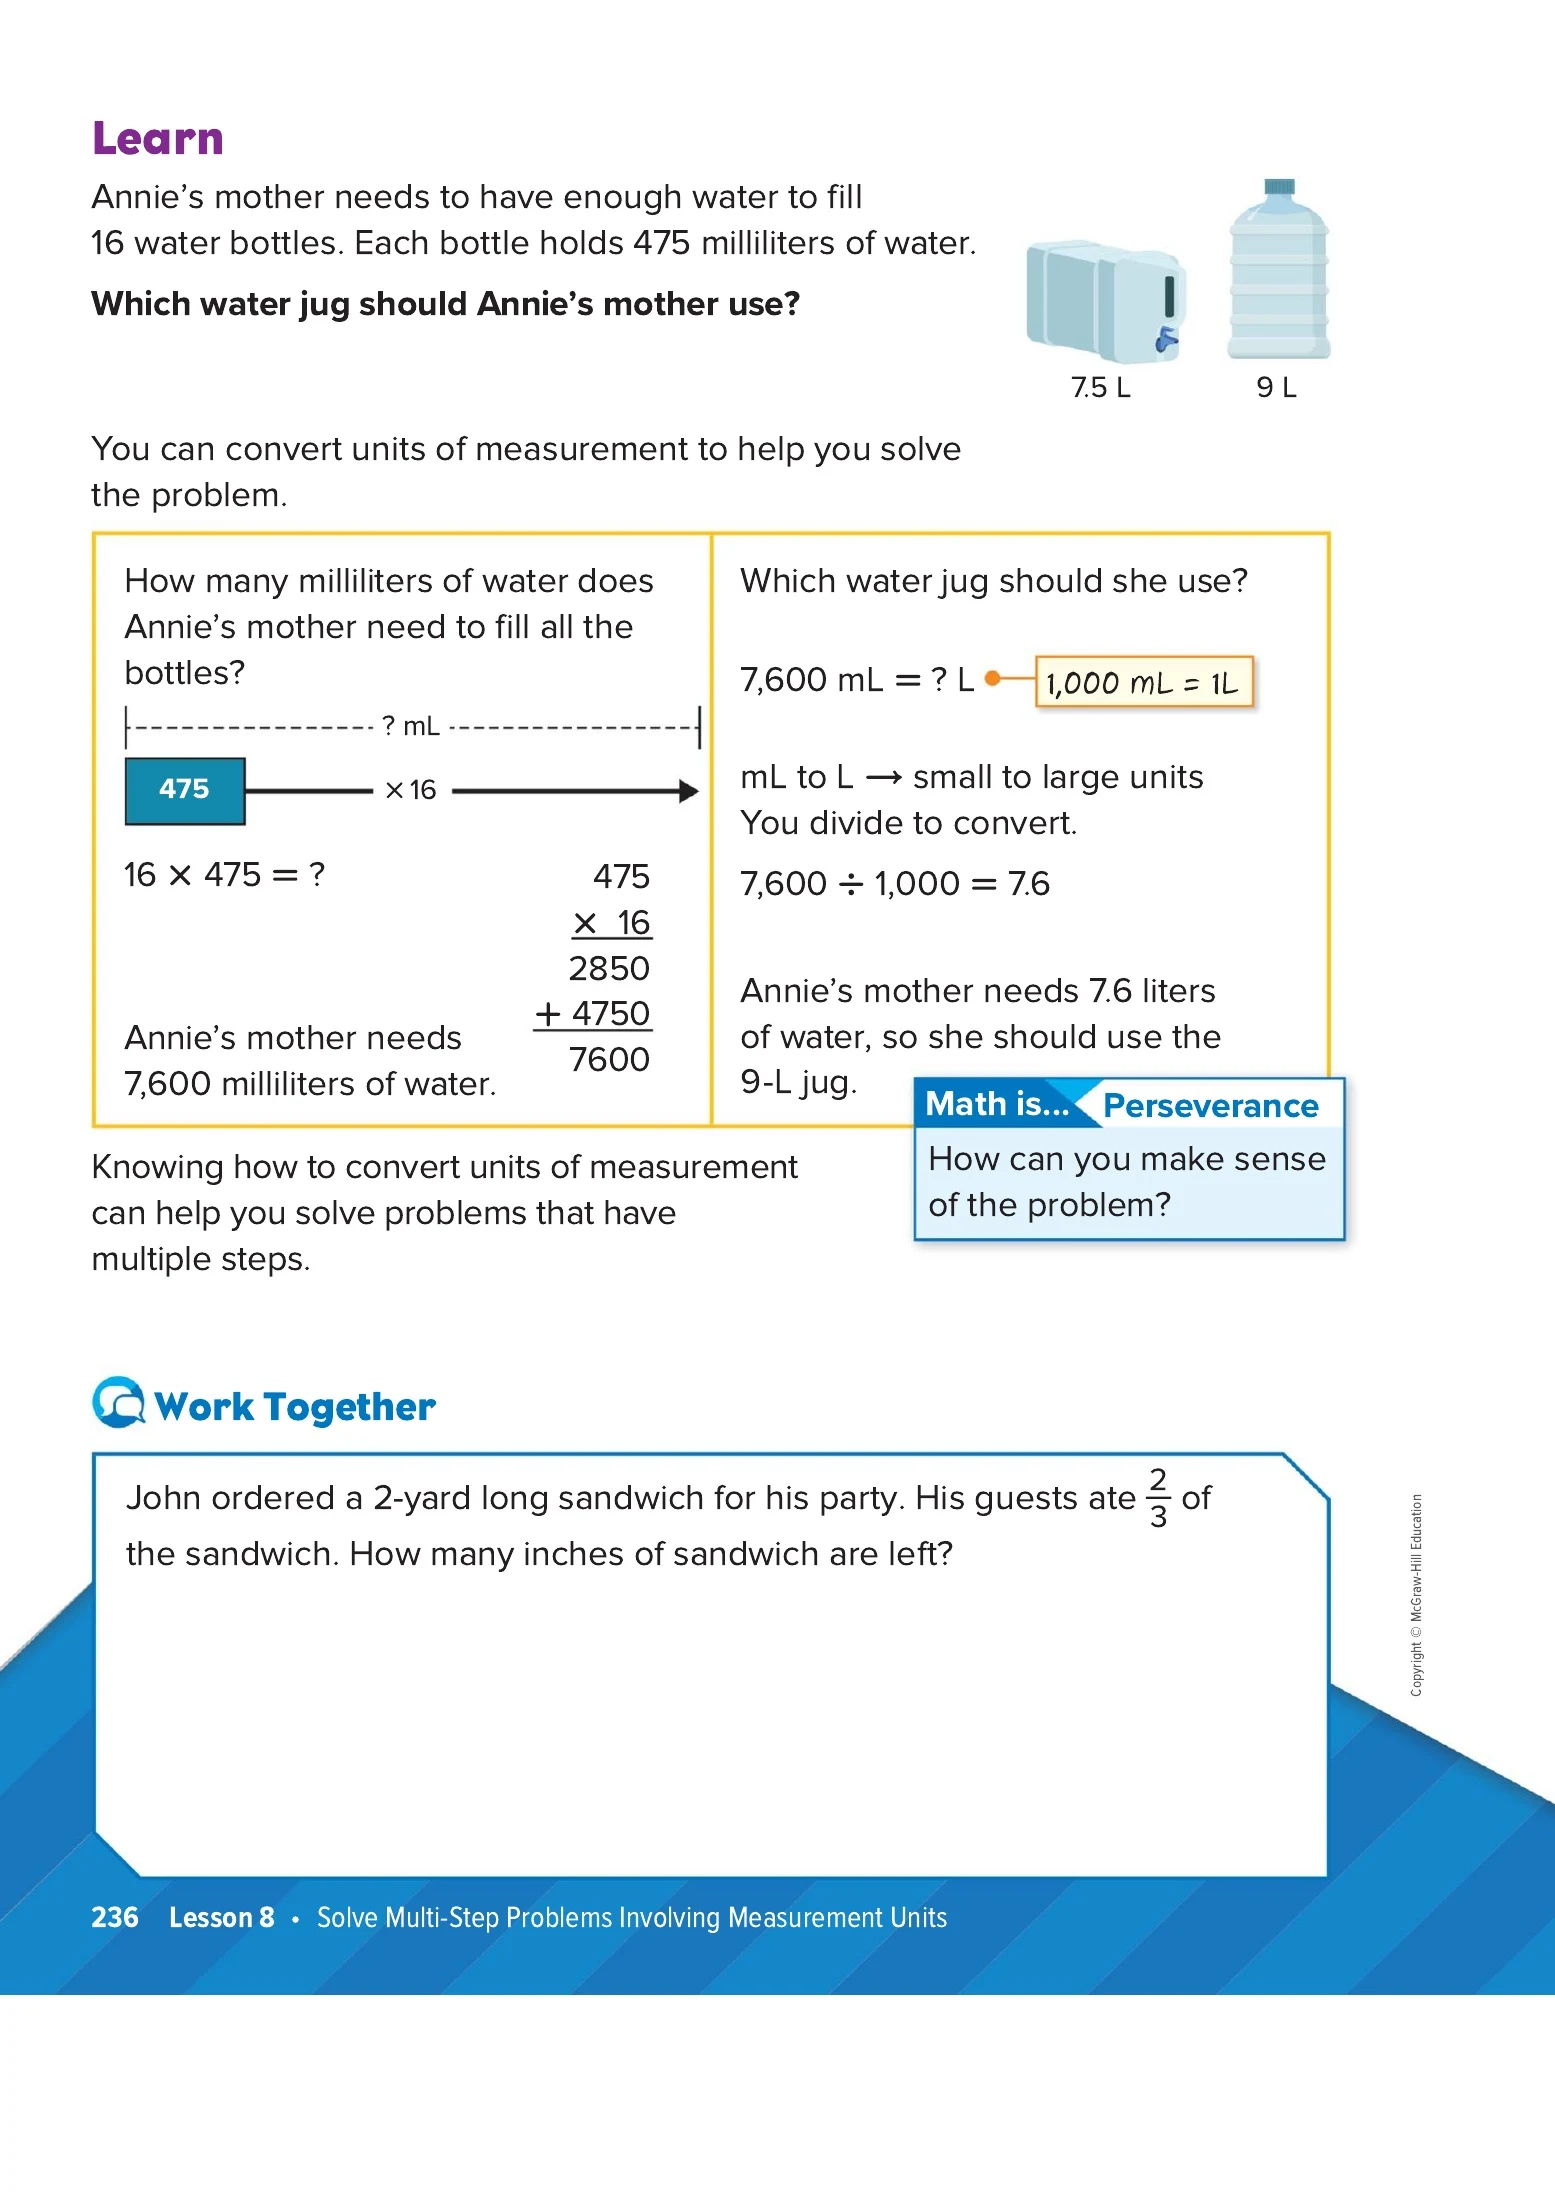 Learn
Annie's mother needs to have enough water to fill
16 water bottles. Each bottle holds 475 milliliters of water.
Which water jug should Annie's mother use?
7.5 L
9 L
You can convert units of measurement to help you solve
the problem.
How many milliliters of water does
Annie's mother need to fill all the
bottles?
? mL
475
× 16
16 × 475 = ?
475
× 16
2850
+ 4750
7600
Annie's mother needs
7,600 milliliters of water.
Which water jug should she use?
7,600 mL = ? L
1,000 mL = 1L
mL to L → small to large units
You divide to convert.
7,600 ÷ 1,000 = 7.6
Annie's mother needs 7.6 liters
of water, so she should use the
9-L jug.
Math is... Perseverance
How can you make sense
of the problem?
Knowing how to convert units of measurement
can help you solve problems that have
multiple steps.
Work Together
John ordered a 2-yard long sandwich for his party. His guests ate 2/3 of
the sandwich. How many inches of sandwich are left?
Copyright © McGraw-Hill Education
236 Lesson 8 • Solve Multi-Step Problems Involving Measurement Units